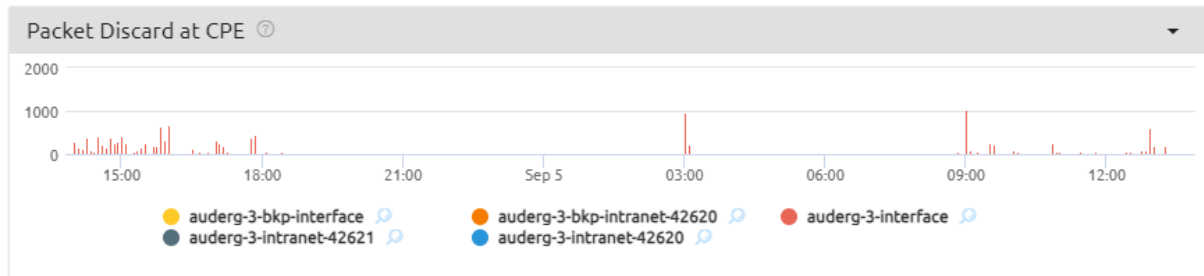 Packet Discard at CPE ?
2000
1000
0
15:00 18:00 21:00 Sep 5 03:00 06:00 09:00 12:00
auderg-3-bkp-interface auderg-3-bkp-intranet-42620 auderg-3-interface
auderg-3-intranet-42621 auderg-3-intranet-42620